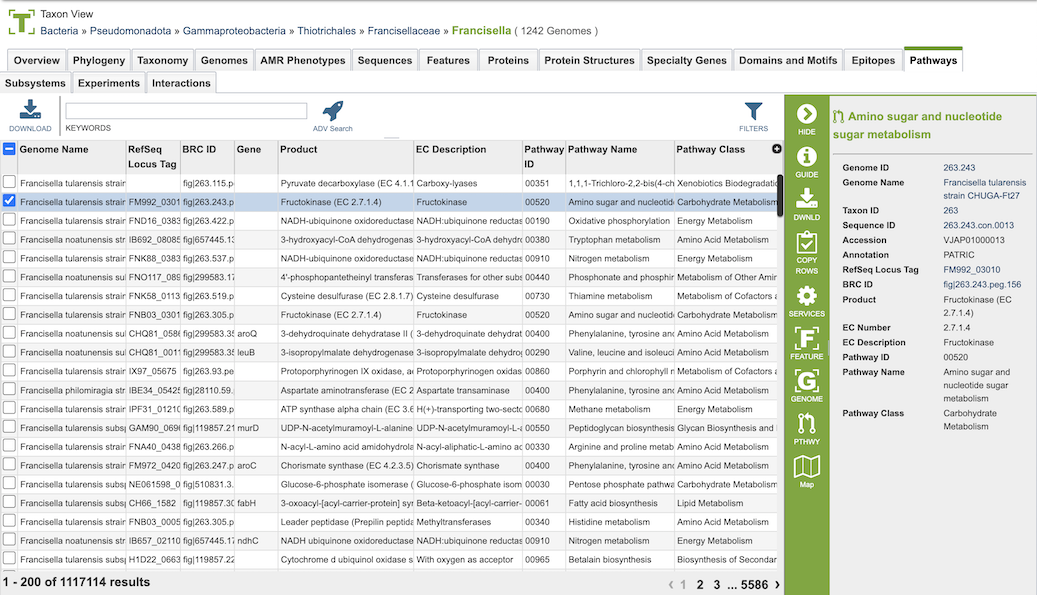 Taxon View
Bacteria » Pseudomonadota » Gammaproteobacteria » Thiotrichales » Francisellaceae » Francisella ( 1242 Genomes )
Overview Phylogeny Taxonomy Genomes AMR Phenotypes Sequences Features Proteins Protein Structures Specialty Genes Domains and Motifs Epitopes Pathways
Subsystems Experiments Interactions
DOWNLOAD KEYWORDS ADV Search FILTERS
Genome Name RefSeq Locus Tag BRC ID Gene Product EC Description Pathway ID Pathway Name Pathway Class
Francisella tularensis strain fig|263.115.p Pyruvate decarboxylase (EC 4.1.1 Carboxy-lyases 00351 1,1,1-Trichloro-2,2-bis(4-ch Xenobiotics Biodegradatio
Francisella tularensis strain FM992_0301 fig|263.243.p Fructokinase (EC 2.7.1.4) Fructokinase 00520 Amino sugar and nucleotid Carbohydrate Metabolism
Francisella tularensis strain FND16_0383 fig|263.422.p NADH-ubiquinone oxidoreductase NADH:ubiquinone reductas 00190 Oxidative phosphorylation Energy Metabolism
Francisella noatunensis str IB692_08085 fig|657445.13 3-hydroxyacyl-CoA dehydrogenas 3-hydroxyacyl-CoA dehydro 00380 Tryptophan metabolism Amino Acid Metabolism
Francisella tularensis strain FNK88_0383 fig|263.537.p NADH-ubiquinone oxidoreductase NADH:ubiquinone reductas 00910 Nitrogen metabolism Energy Metabolism
Francisella noatunensis sul FNO117_089 fig|299583.17 4'-phosphopantetheinyl transferas Transferases for other subs 00440 Phosphonate and phosphin Metabolism of Other Amin
Francisella tularensis strain FNK58_0113 fig|263.519.p Cysteine desulfurase (EC 2.8.1.7) Cysteine desulfurase 00730 Thiamine metabolism Metabolism of Cofactors a
Francisella tularensis strain FNB03_0301 fig|263.305.p Fructokinase (EC 2.7.1.4) Fructokinase 00520 Amino sugar and nucleotid Carbohydrate Metabolism
Francisella noatunensis sul CHQ81_0586 fig|299583.35 aroQ 3-dehydroquinate dehydratase II ( 3-dehydroquinate dehydrat 00400 Phenylalanine, tyrosine and Amino Acid Metabolism
Francisella noatunensis sul CHQ81_0011 fig|299583.35 leuB 3-isopropylmalate dehydrogenase 3-isopropylmalate dehydro 00290 Valine, leucine and isoleuci Amino Acid Metabolism
Francisella tularensis strain IX97_05675 fig|263.93.pe Protoporphyrinogen IX oxidase, ae Protoporphyrinogen oxidas 00860 Porphyrin and chlorophyll m Metabolism of Cofactors a
Francisella philomiragia str IBE34_05425 fig|28110.59. Aspartate aminotransferase (EC 2 Aspartate transaminase 00400 Phenylalanine, tyrosine and Amino Acid Metabolism
Francisella tularensis strain IPF31_01210 fig|263.589.p ATP synthase alpha chain (EC 3.6 H(+)-transporting two-secto 00680 Methane metabolism Energy Metabolism
Francisella tularensis subsp GAM90_0696 fig|119857.21 murD UDP-N-acetylmuramoyl-L-alanine UDP-N-acetylmuramoyl-L-a 00550 Peptidoglycan biosynthesis Glycan Biosynthesis and I
Francisella tularensis strain FNA40_0438 fig|263.266.p N-acyl-L-amino acid amidohydrola N-acyl-aliphatic-L-amino ac 00330 Arginine and proline metab Amino Acid Metabolism
Francisella tularensis strain FM972_0420 fig|263.247.p aroC Chorismate synthase (EC 4.2.3.5) Chorismate synthase 00400 Phenylalanine, tyrosine and Amino Acid Metabolism
Francisella tularensis subsp NE061598_0 fig|510831.3. Glucose-6-phosphate isomerase ( Glucose-6-phosphate isom 00030 Pentose phosphate pathwa Carbohydrate Metabolism
Francisella tularensis subsp CH66_1582 fig|119857.30 fabH 3-oxoacyl-[acyl-carrier-protein] syr Beta-ketoacyl-[acyl-carrier- 00061 Fatty acid biosynthesis Lipid Metabolism
Francisella tularensis strain FNB03_0005 fig|263.305.p Leader peptidase (Prepilin peptida Methyltransferases 00340 Histidine metabolism Amino Acid Metabolism
Francisella noatunensis strain IB657_02110 fig|657445.17 ndhC NADH ubiquinone oxidoreductase NADH:ubiquinone reductas 00910 Nitrogen metabolism Energy Metabolism
Francisella tularensis subsp H1D22_0663 fig|119857.22 Cytochrome d ubiquinol oxidase s With oxygen as acceptor 00965 Betalain biosynthesis Biosynthesis of Secondar
1 - 200 of 1117114 results
‹ 1 2 3 ... 5586 ›
HIDE
GUIDE
DWNLD
COPY
ROWS
SERVICES
FEATURE
GENOME
PTHWY
Map
Amino sugar and nucleotide
sugar metabolism
Genome ID 263.243
Genome Name Francisella tularensis
strain CHUGA-Ft27
Taxon ID 263
Sequence ID 263.243.con.0013
Accession VJAP01000013
Annotation PATRIC
RefSeq Locus Tag FM992_03010
BRC ID fig|263.243.peg.156
Product Fructokinase (EC
2.7.1.4)
EC Number 2.7.1.4
EC Description Fructokinase
Pathway ID 00520
Pathway Name Amino sugar and
nucleotide sugar
metabolism
Pathway Class Carbohydrate
Metabolism